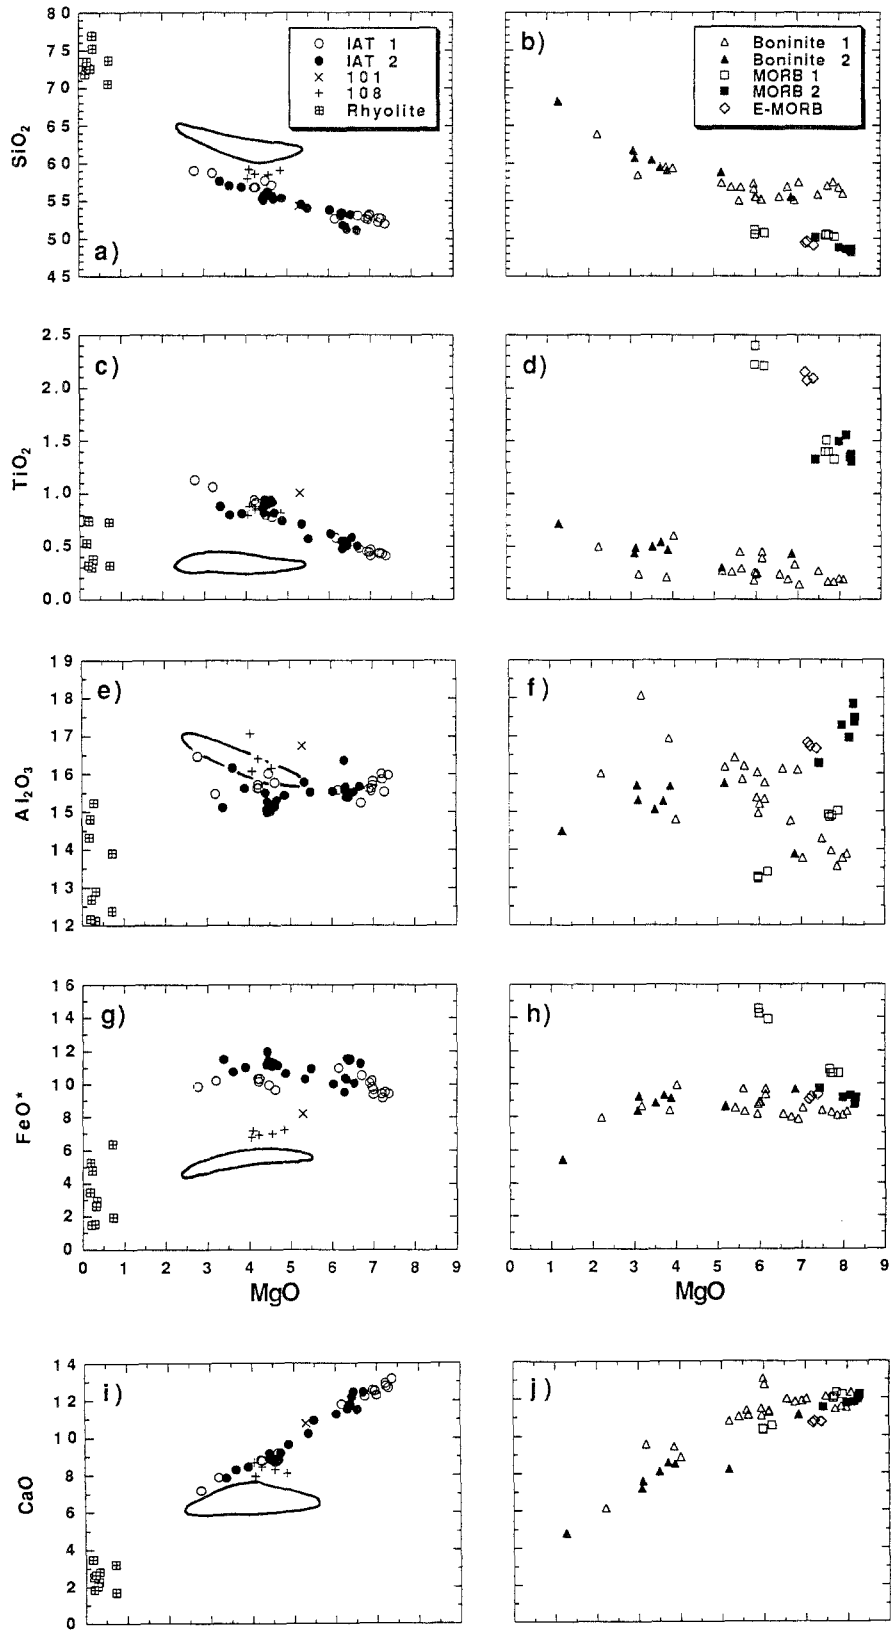 80
75
70
65
60
55
50
45
SiO2
a)
IAT 1
IAT 2
101
108
Rhyolite
b)
Boninite 1
Boninite 2
MORB 1
MORB 2
E-MORB
2.5
2.0
1.5
1.0
0.5
0.0
TiO2
c)
d)
19
18
17
16
15
14
13
12
Al2O3
e)
f)
16
14
12
10
8
6
4
2
0
FeO*
g)
h)
0 1 2 3 4 5 6 7 8 9
MgO
0 1 2 3 4 5 6 7 8 9
MgO
14
12
10
8
6
4
2
0
CaO
i)
j)